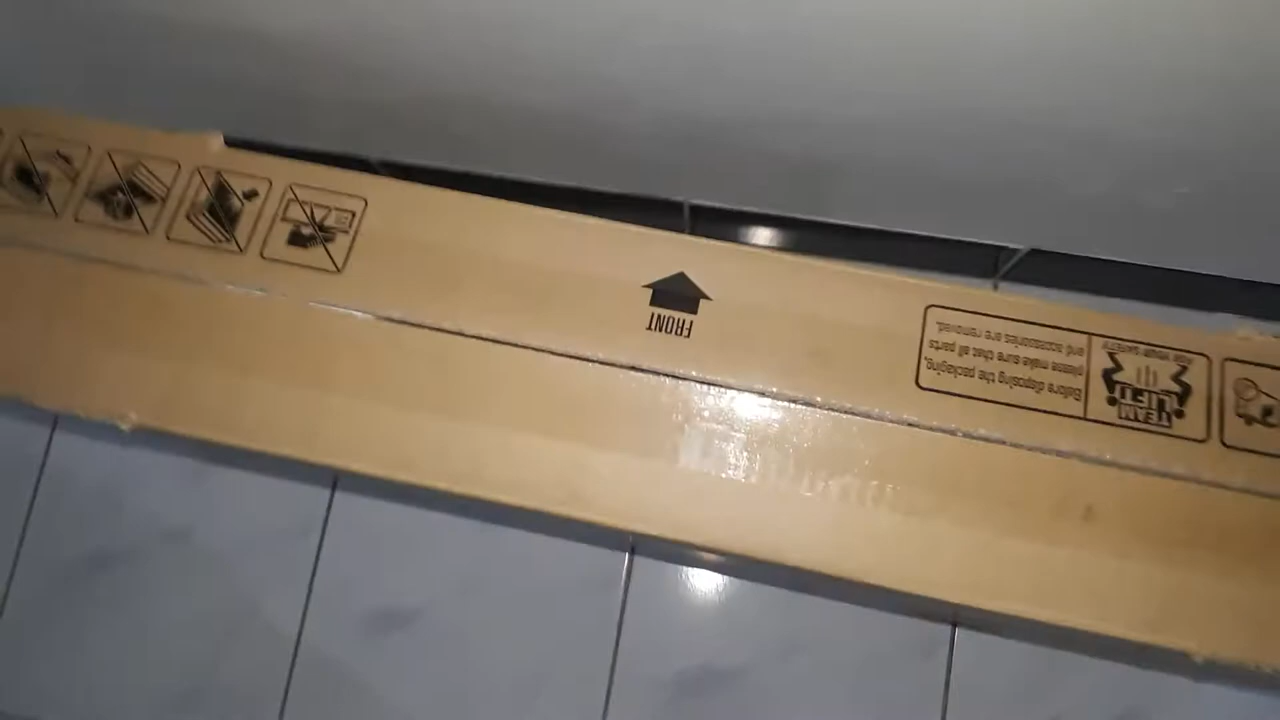 FRONT
Before disposing the packaging,
please make sure that all parts
and accessories are removed.
TEAM
LIFT
FOR YOUR SAFETY